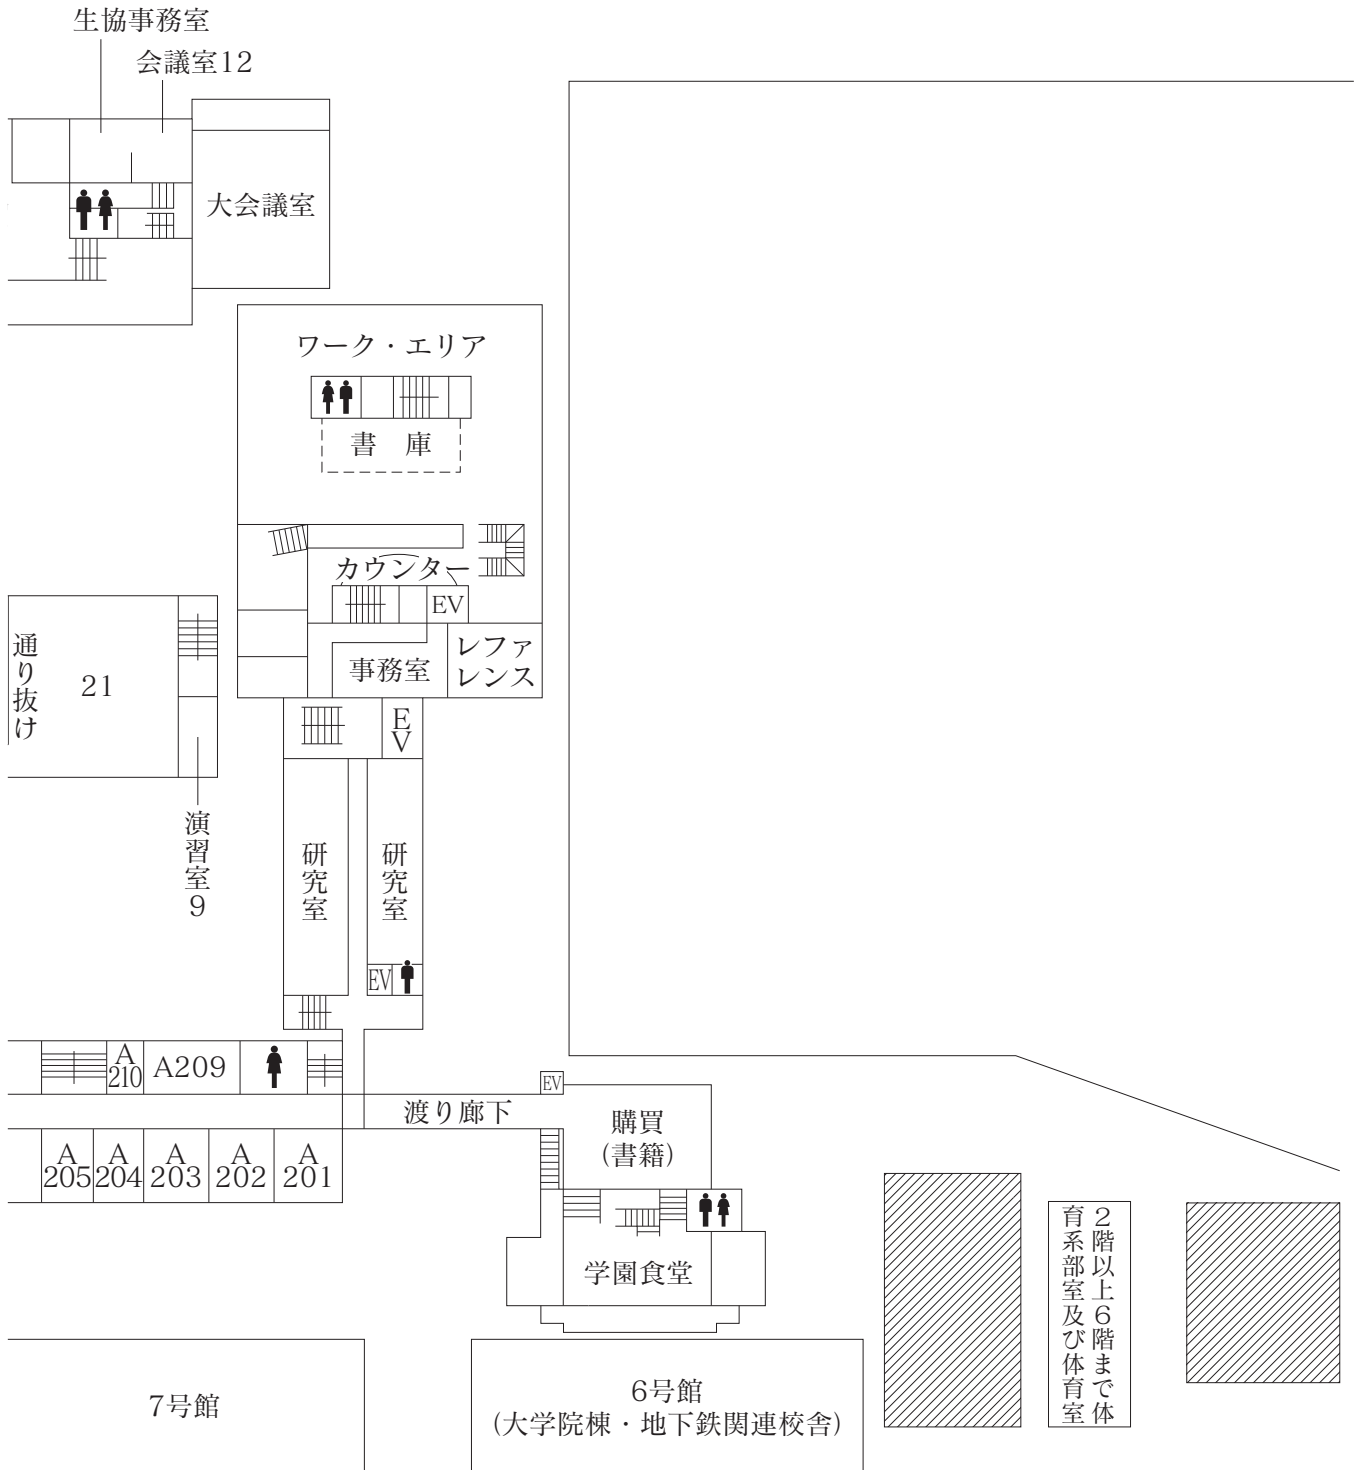 生協事務室
会議室12
大会議室
ワーク・エリア
書 庫
カウンター
EV
レファ
レンス
事務室
通り抜け
21
EV
演習室9
研究室
研究室
EV
A
210
A209
EV
渡り廊下
購買
(書籍)
A
205
A
204
A
203
A
202
A
201
学園食堂
2階以上6階まで体
育系部室及び体育室
7号館
6号館
(大学院棟・地下鉄関連校舎)